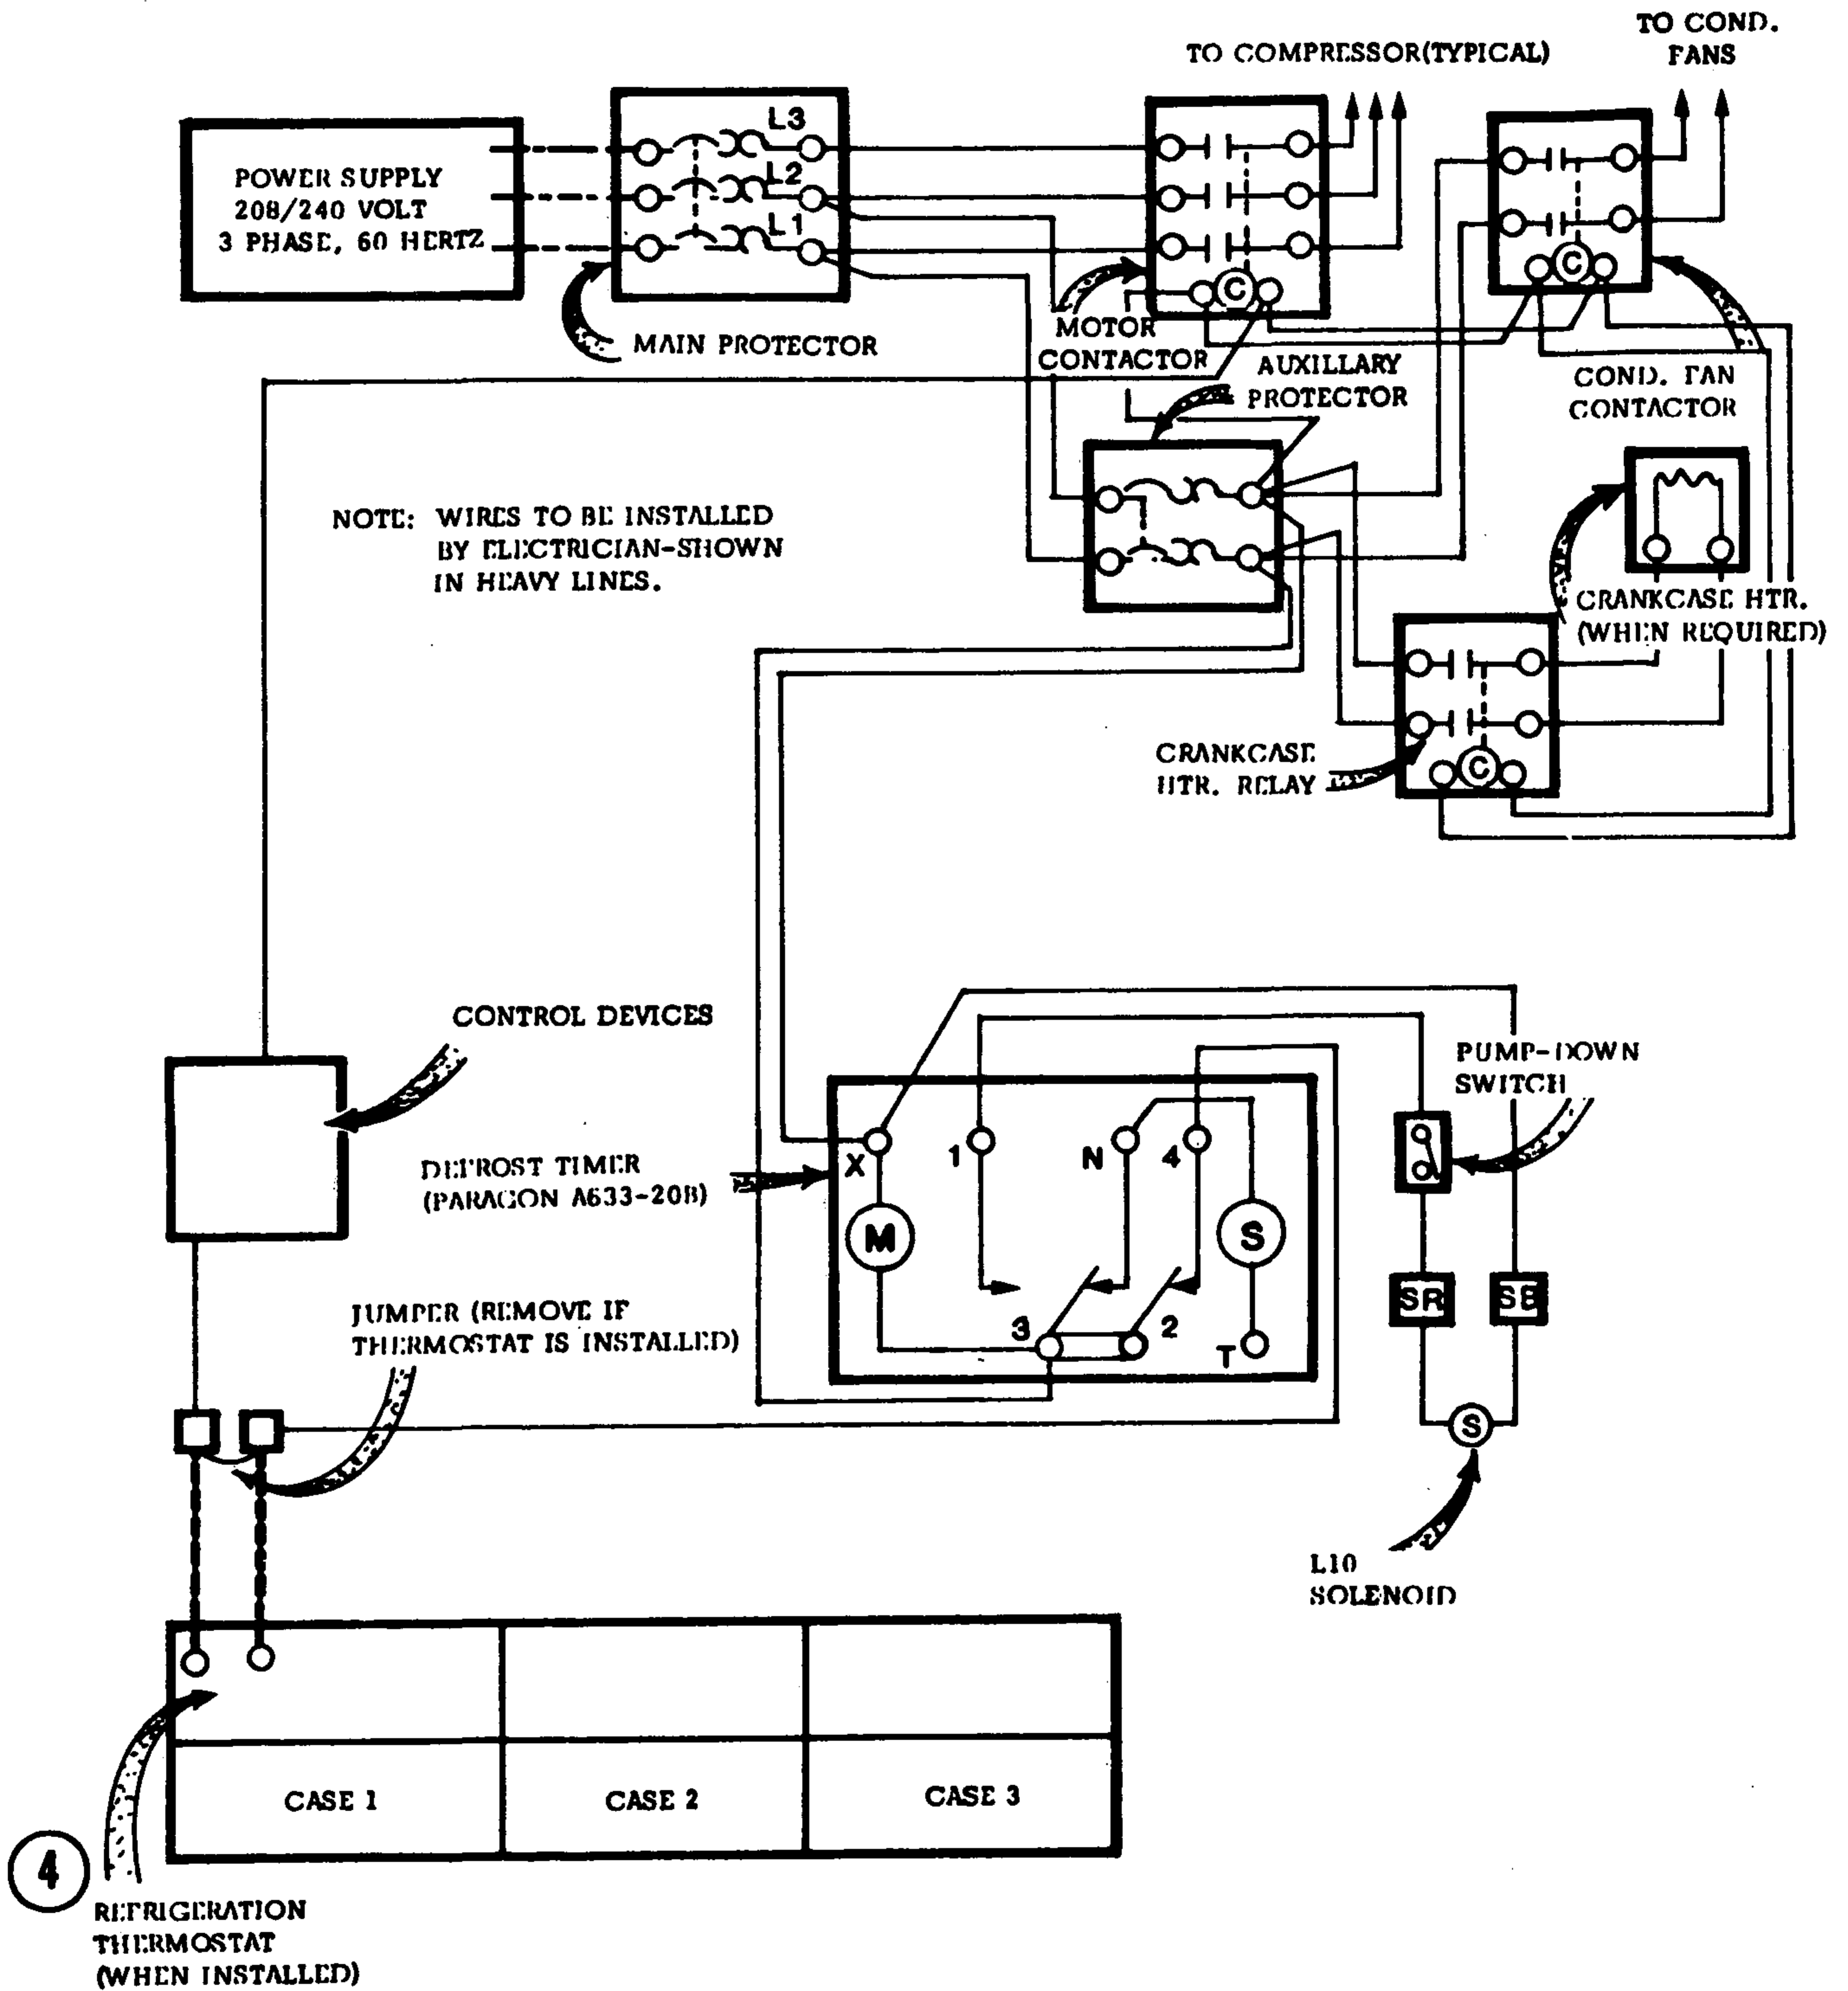 TO COND.
FANS
TO COMPRESSOR(TYPICAL)
L3
L2
L1
POWER SUPPLY
208/240 VOLT
3 PHASE, 60 HERTZ
C
C
MAIN PROTECTOR
MOTOR
CONTACTOR
AUXILLARY
PROTECTOR
COND. FAN
CONTACTOR
NOTE: WIRES TO BE INSTALLED
BY ELECTRICIAN-SHOWN
IN HEAVY LINES.
CRANKCASE HTR.
(WHEN REQUIRED)
CRANKCASE
HTR. RELAY
C
CONTROL DEVICES
PUMP-DOWN
SWITCH
DEFROST TIMER
(PARAGON A633-20B)
X
1
N
4
M
S
3
2
T
SR
SB
JUMPER (REMOVE IF
THERMOSTAT IS INSTALLED)
S
L10
SOLENOID
CASE 1
CASE 2
CASE 3
4
REFRIGERATION
THERMOSTAT
(WHEN INSTALLED)